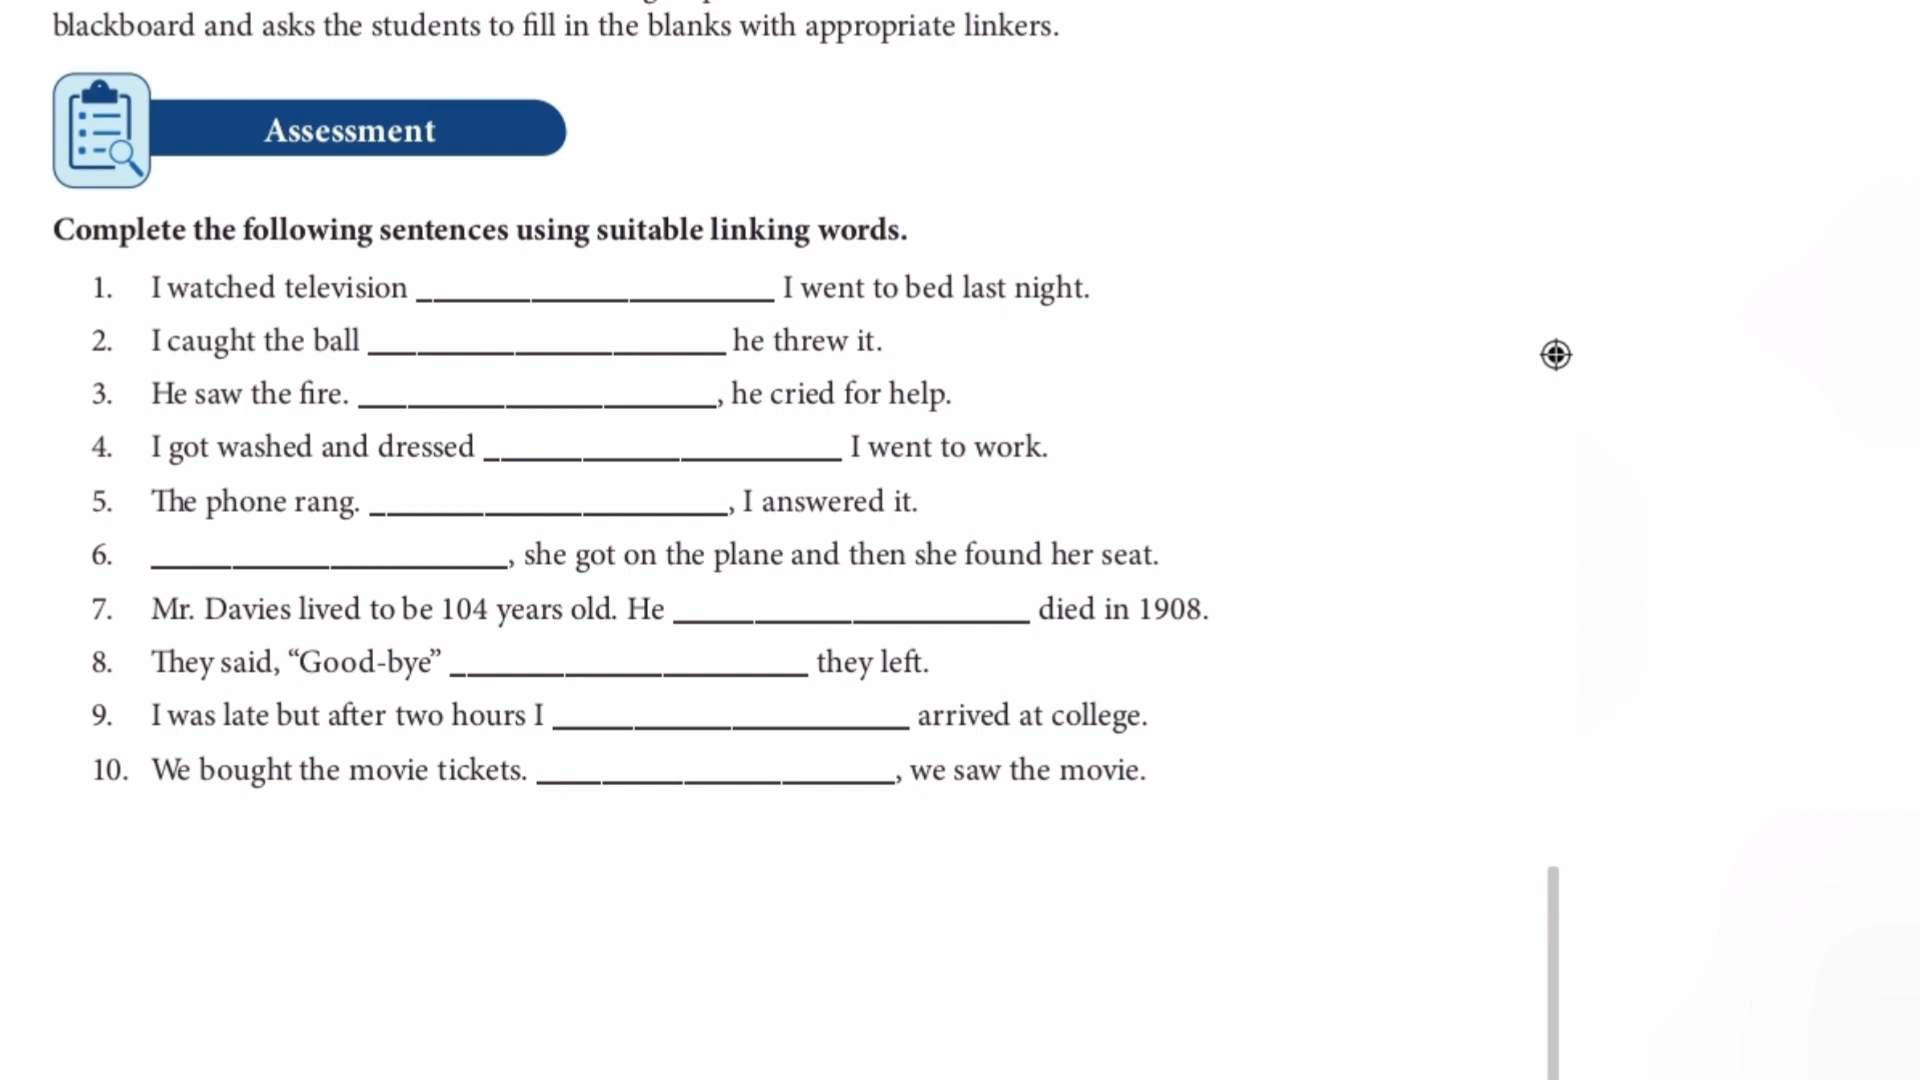 blackboard and asks the students to fill in the blanks with appropriate linkers.
Assessment
Complete the following sentences using suitable linking words.
1. I watched television ______________________ I went to bed last night.
2. I caught the ball ______________________ he threw it.
3. He saw the fire. ______________________, he cried for help.
4. I got washed and dressed ______________________ I went to work.
5. The phone rang. ______________________, I answered it.
6. ______________________, she got on the plane and then she found her seat.
7. Mr. Davies lived to be 104 years old. He ______________________ died in 1908.
8. They said, “Good-bye” ______________________ they left.
9. I was late but after two hours I ______________________ arrived at college.
10. We bought the movie tickets. ______________________, we saw the movie.